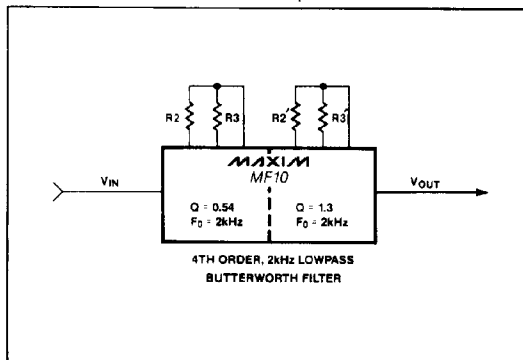 R2 R3 R2' R3'
MAXIM
MF10
VIN
VOUT
Q = 0.54 Q = 1.3
F0 = 2kHz F0 = 2kHz
4TH ORDER, 2kHz LOWPASS
BUTTERWORTH FILTER